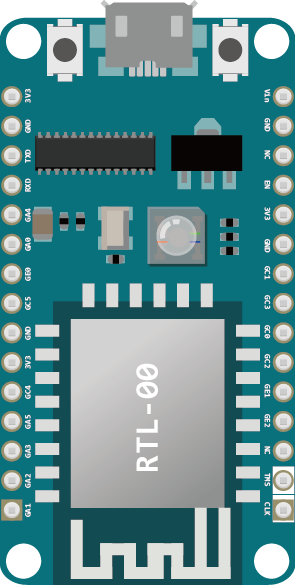 3V3
GND
TXD
RXD
GA4
GA0
GE0
GC5
GND
3V3
GC4
GA5
GA3
GA2
GA1
Vin
GND
NC
EN
3V3
GND
GC1
GC3
GC0
GC2
GE1
GE2
NC
TMS
CLK
RTL-00